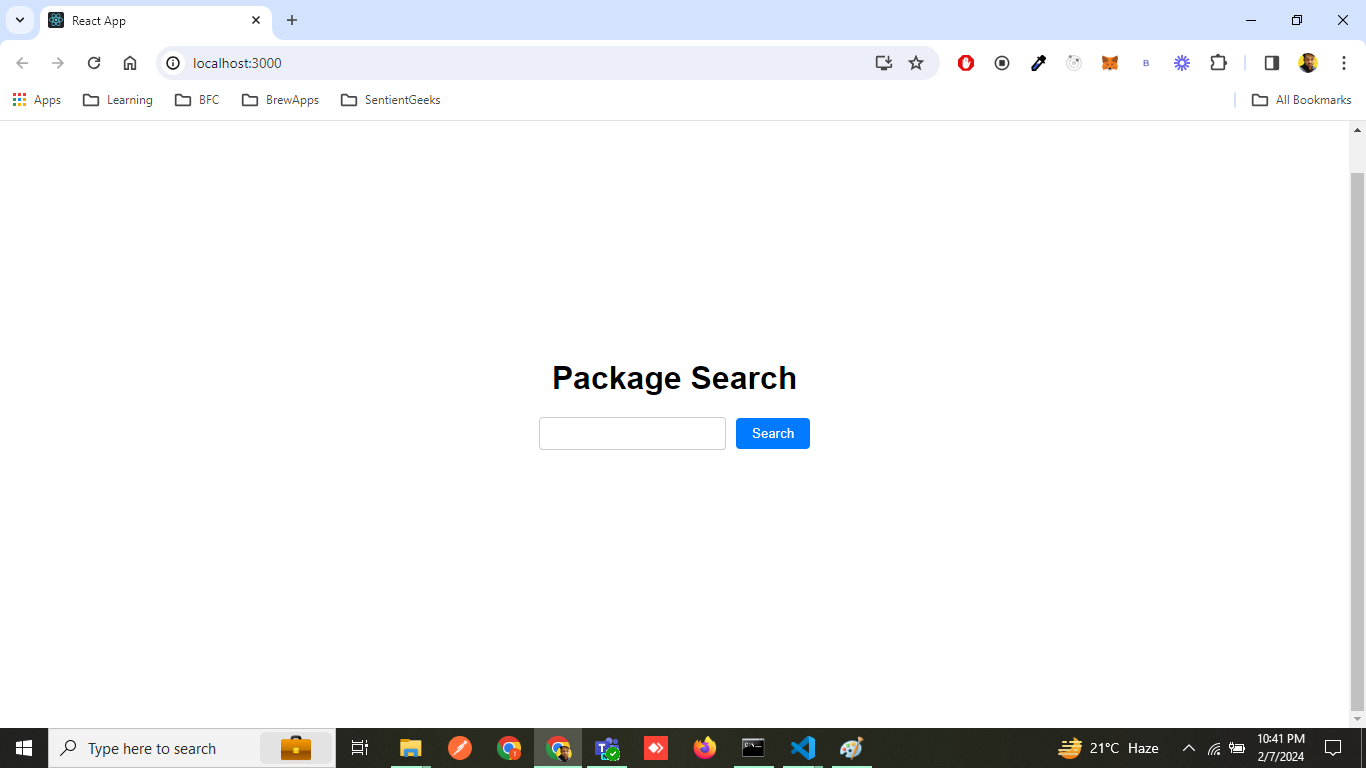 React App
localhost:3000
B
Apps Learning BFC BrewApps SentientGeeks All Bookmarks
Package Search
Search
Type here to search
21°C Haze
10:41 PM
2/7/2024